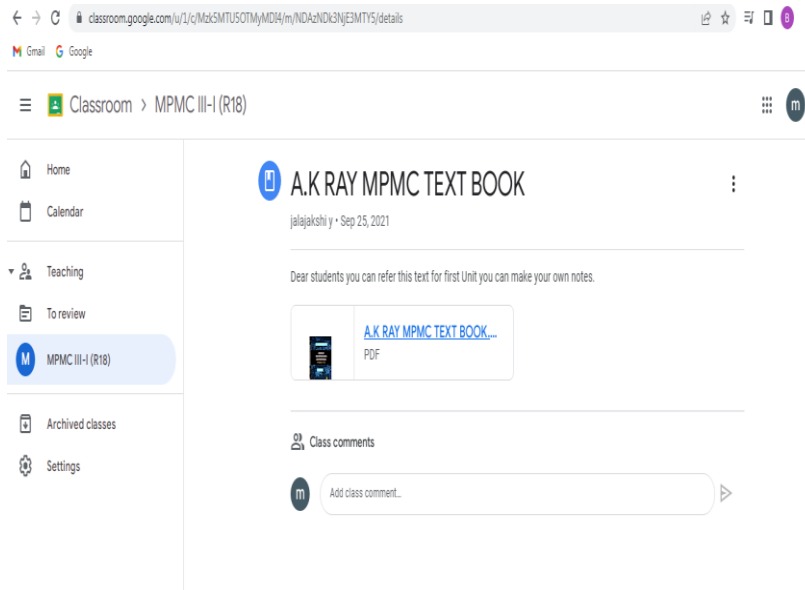 classroom.google.com/u/1/c/Mzk5MTU5OTMyMDI4/m/NDAzNDk3NjE3MTY5/details
B
Gmail G Google
Classroom > MPMC III-I (R18)
m
Home
Calendar
Teaching
To review
M MPMC III-I (R18)
Archived classes
Settings
A.K RAY MPMC TEXT BOOK
jalajakshi y • Sep 25, 2021
Dear students you can refer this text for first Unit you can make your own notes.
A.K RAY MPMC TEXT BOOK....
PDF
Class comments
m Add class comment...